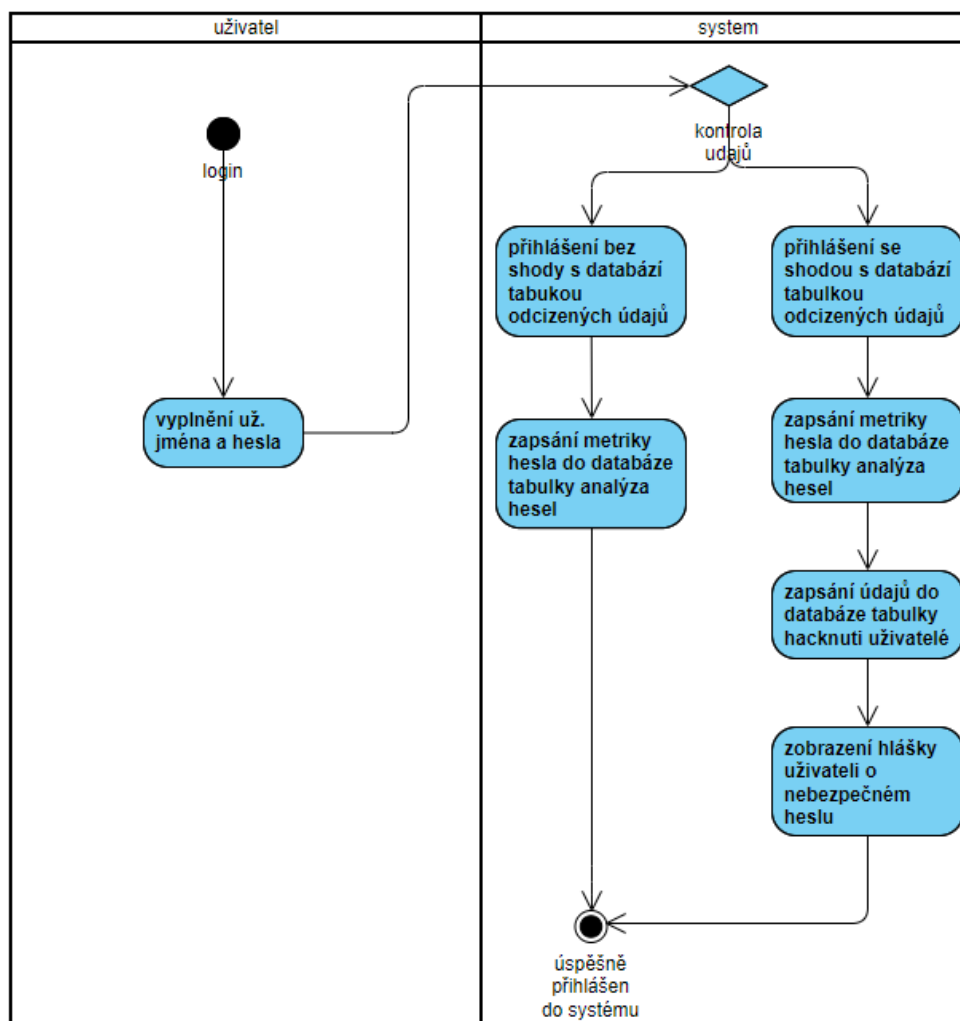 uživatel
system
login
kontrola
udajů
vyplnění už.
jména a hesla
přihlášení bez
shody s databází
tabukou
odcizených údajů
zapsání metriky
hesla do databáze
tabulky analýza
hesel
přihlášení se
shodou s databází
tabulkou
odcizených údajů
zapsání metriky
hesla do databáze
tabulky analýza
hesel
zapsání údajů do
databáze tabulky
hacknuti uživatelé
zobrazení hlášky
uživateli o
nebezpečném
heslu
úspěšně
přihlášen
do systému